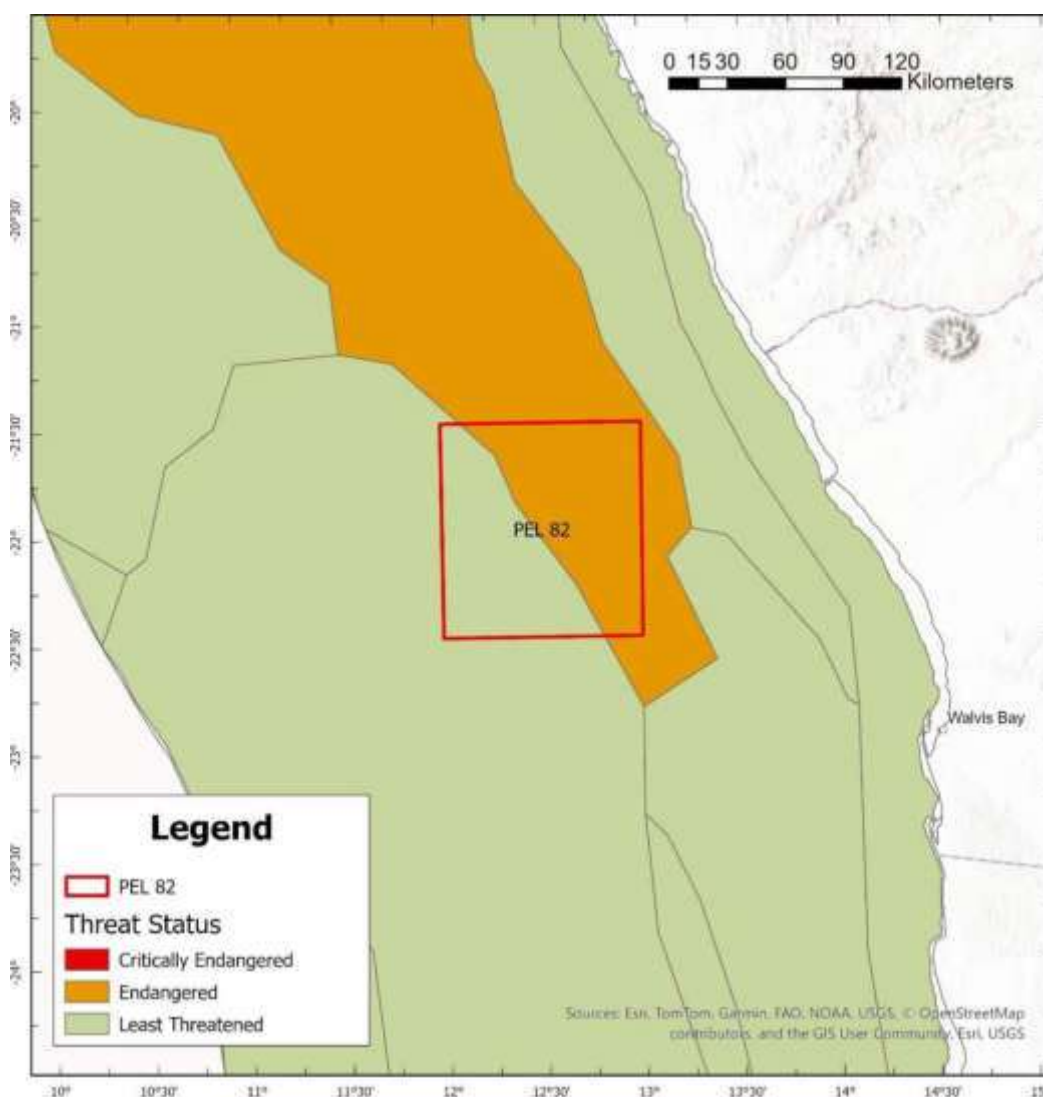 0 15 30 60 90 120
Kilometers
-20°
-20°30'
-21°
-21°30'
-22°
-22°30'
-23°
-23°30'
-24°
PEL 82
Walvis Bay
Legend
PEL 82
Threat Status
Critically Endangered
Endangered
Least Threatened
Sources: Esri, TomTom, Garmin, FAO, NOAA, USGS, © OpenStreetMap
contributors, and the GIS User Community, Esri, USGS
10° 10°30' 11° 11°30' 12° 12°30' 13° 13°30' 14° 14°30' 15